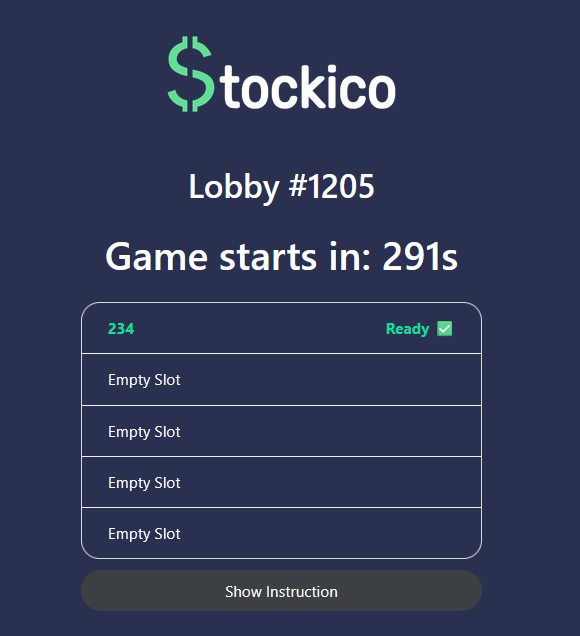 $tockico
Lobby #1205
Game starts in: 291s
234 Ready ✅
Empty Slot
Empty Slot
Empty Slot
Empty Slot
Show Instruction